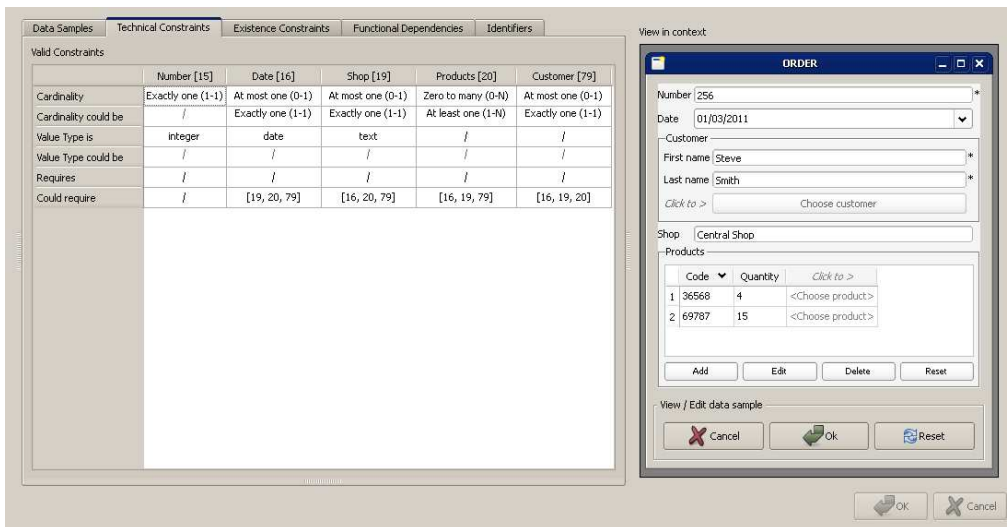 Data Samples Technical Constraints Existence Constraints Functional Dependencies Identifiers
Valid Constraints
Number [15] Date [16] Shop [19] Products [20] Customer [79]
Cardinality Exactly one (1-1) At most one (0-1) At most one (0-1) Zero to many (0-N) At most one (0-1)
Cardinality could be / Exactly one (1-1) Exactly one (1-1) At least one (1-N) Exactly one (1-1)
Value Type is integer date text / /
Value Type could be / / / / /
Requires / / / / /
Could require / [19, 20, 79] [16, 20, 79] [16, 19, 79] [16, 19, 20]
View in context
ORDER
Number 256 *
Date 01/03/2011
Customer
First name Steve *
Last name Smith *
Click to > Choose customer
Shop Central Shop
Products
Code Quantity Click to >
1 36568 4 <Choose product>
2 69787 15 <Choose product>
Add Edit Delete Reset
View / Edit data sample
Cancel Ok Reset
OK Cancel